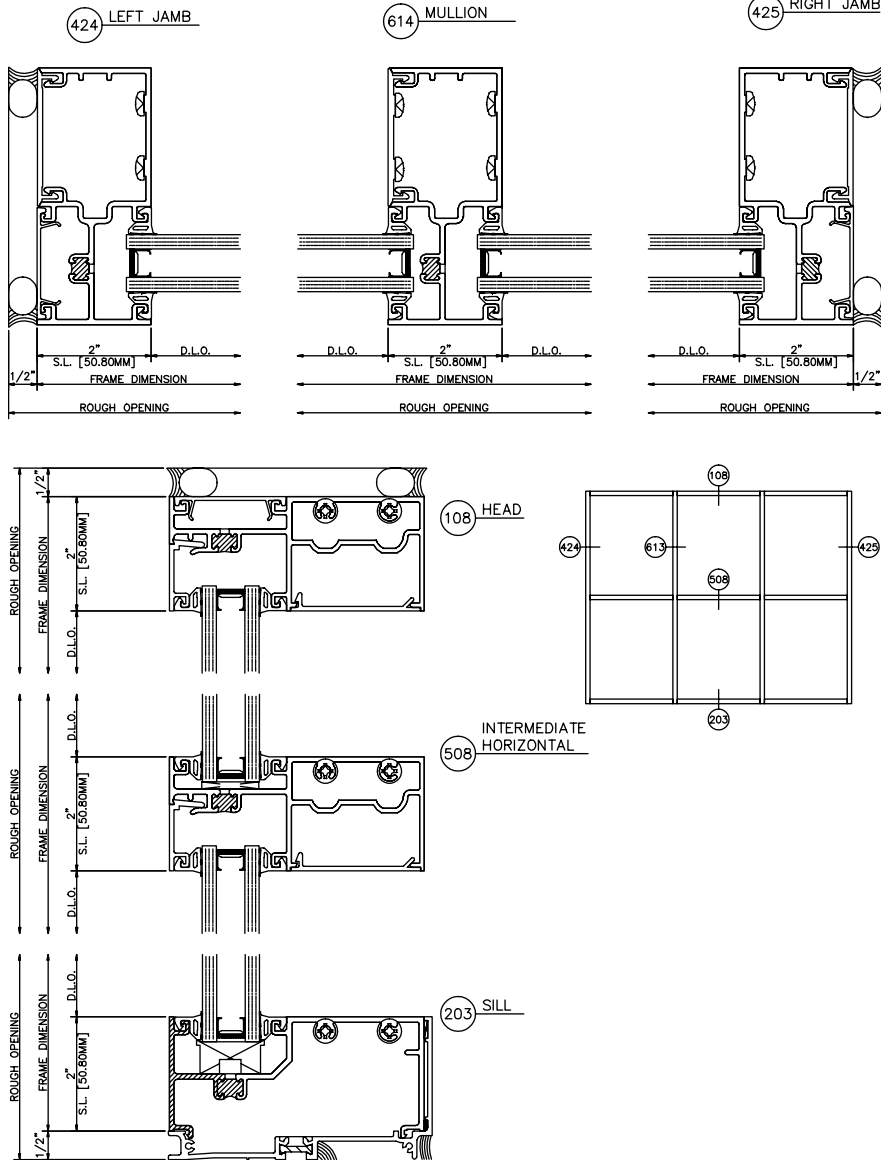 424 LEFT JAMB
614 MULLION
425 RIGHT JAMB
2"
S.L. [50.80MM]
D.L.O.
1/2"
FRAME DIMENSION
ROUGH OPENING
D.L.O.
2"
S.L. [50.80MM]
D.L.O.
FRAME DIMENSION
ROUGH OPENING
D.L.O.
2"
S.L. [50.80MM]
FRAME DIMENSION
1/2"
ROUGH OPENING
ROUGH OPENING
1/2"
FRAME DIMENSION
2"
S.L. [50.80MM]
D.L.O.
108 HEAD
108
424
613
425
508
203
ROUGH OPENING
FRAME DIMENSION
D.L.O.
2"
S.L. [50.80MM]
D.L.O.
508 INTERMEDIATE
HORIZONTAL
ROUGH OPENING
FRAME DIMENSION
D.L.O.
2"
S.L. [50.80MM]
1/2"
203 SILL